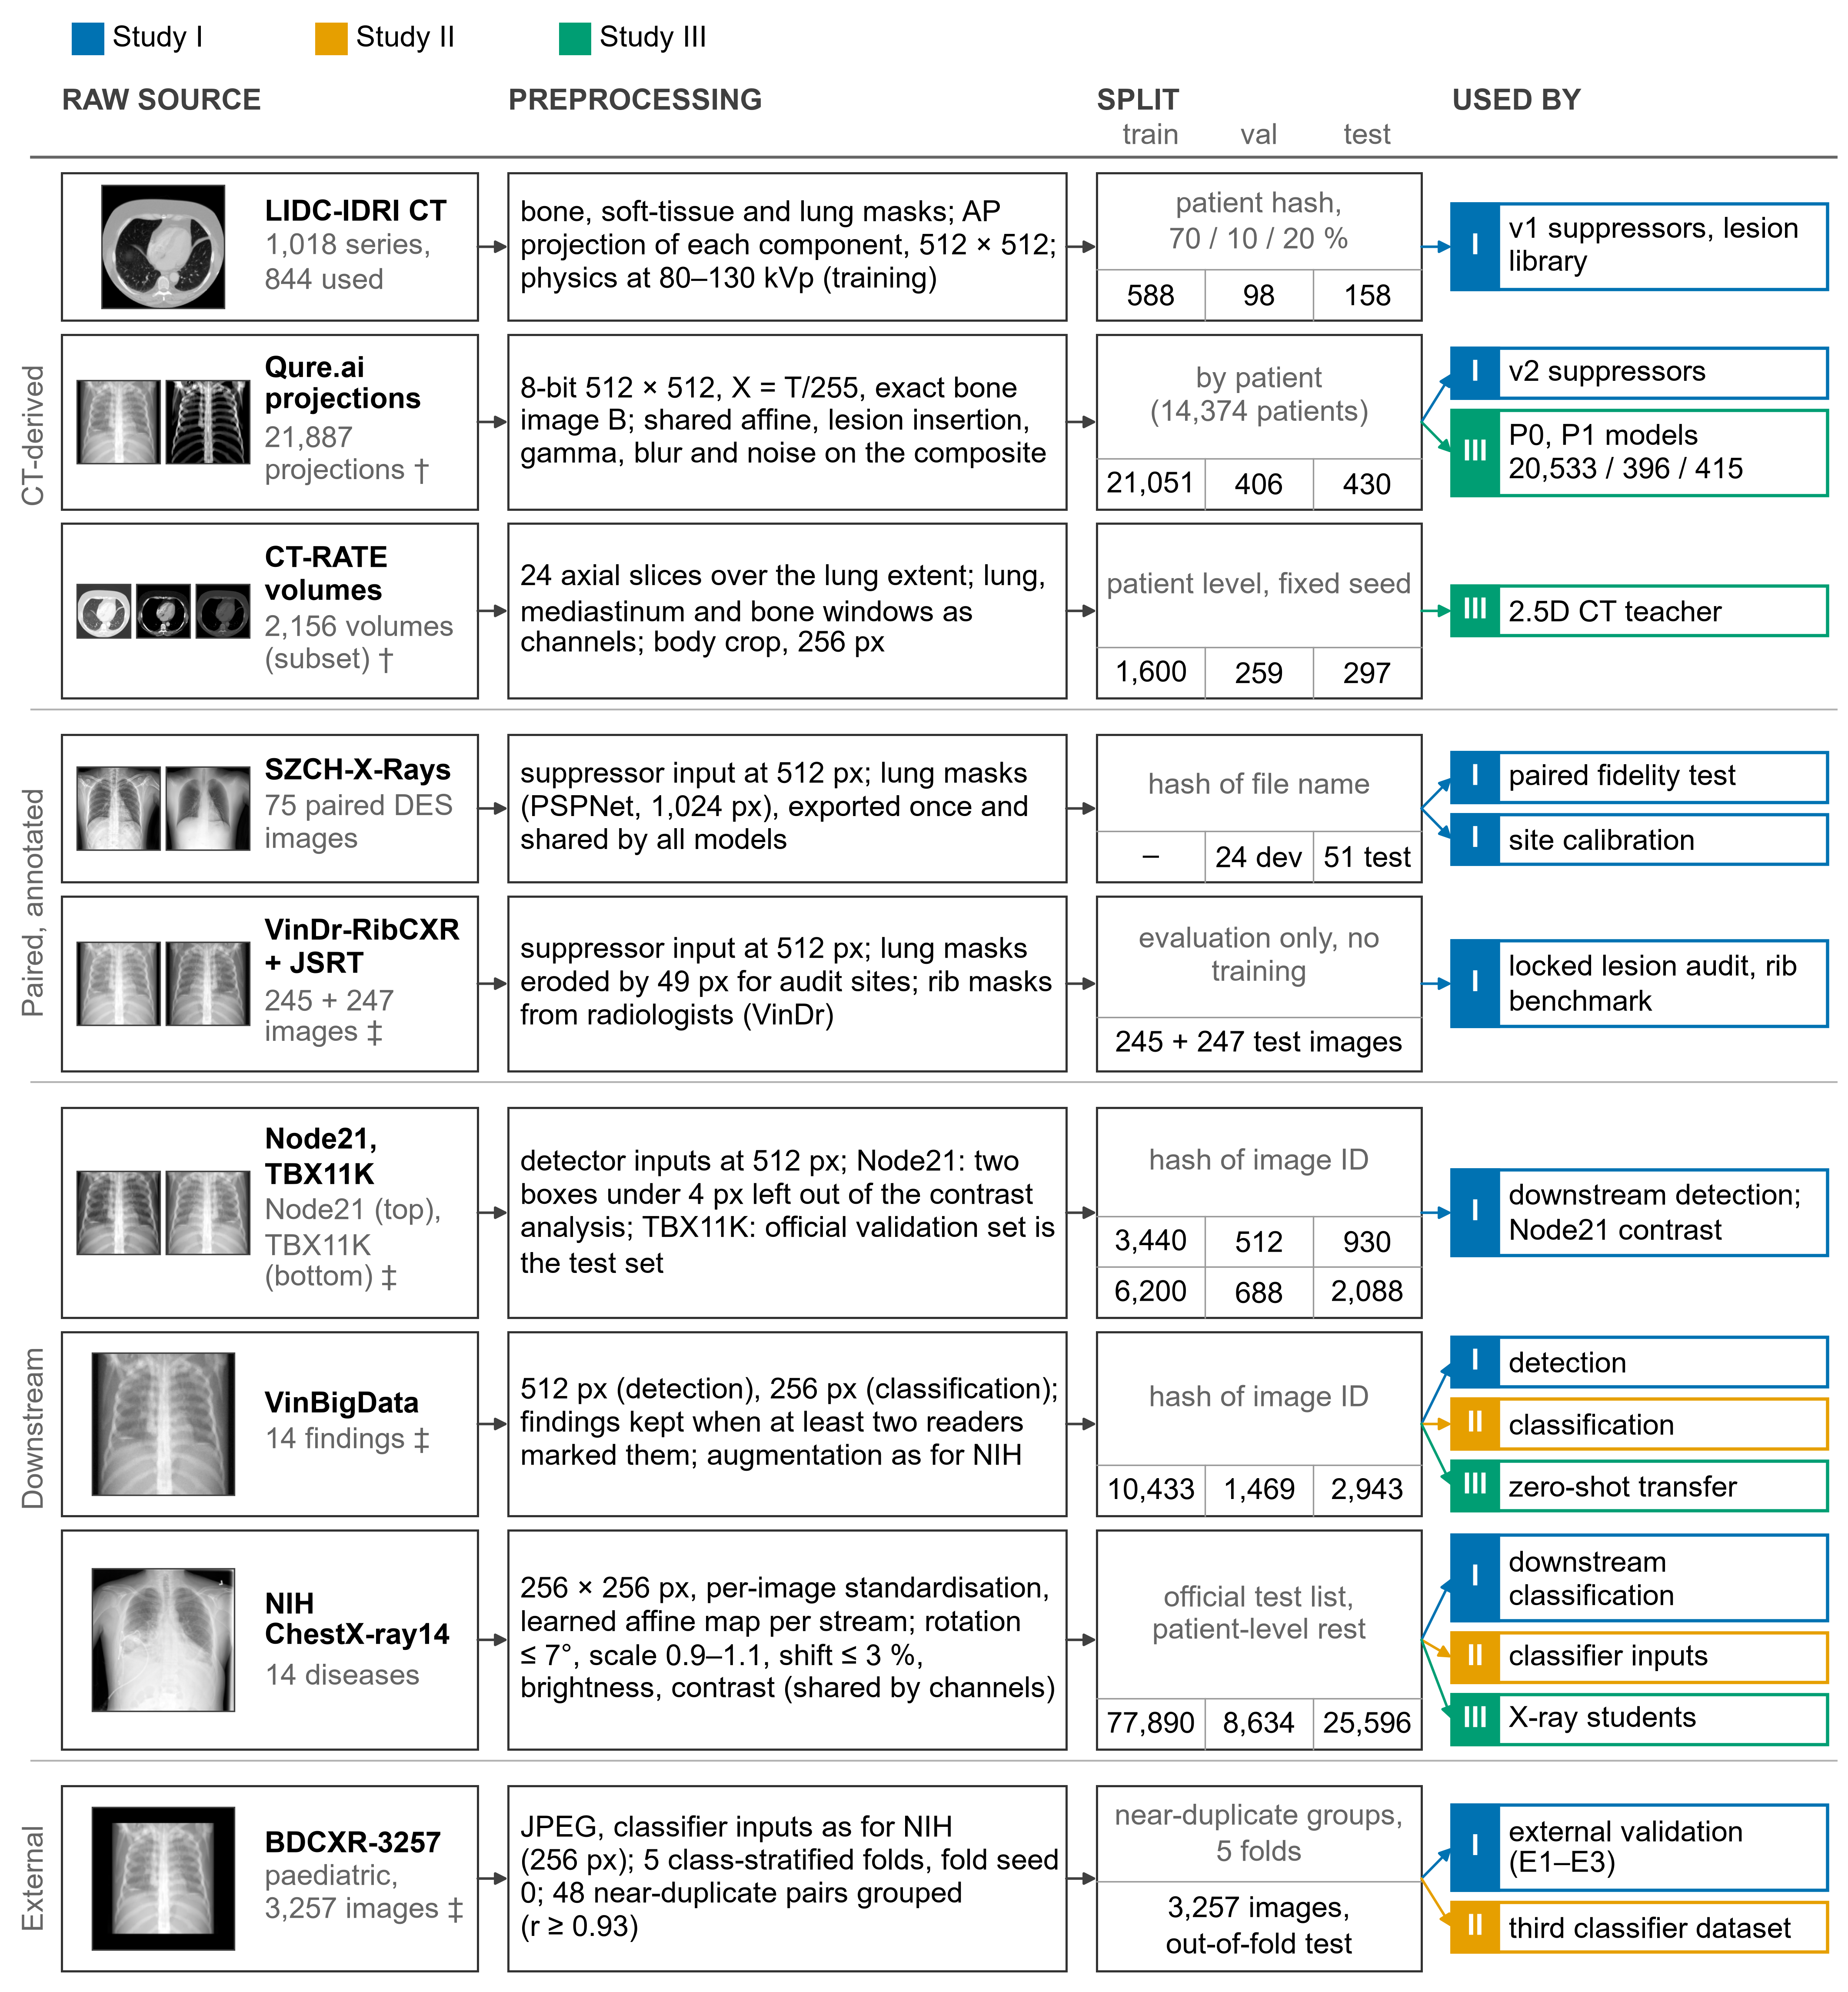 Study I
Study II
Study III
RAW SOURCE
PREPROCESSING
SPLIT
USED BY
train
val
test
CT-derived
LIDC-IDRI CT
1,018 series,
844 used
bone, soft-tissue and lung masks; AP
projection of each component, 512 × 512;
physics at 80–130 kVp (training)
patient hash,
70 / 10 / 20 %
588
98
158
I
v1 suppressors, lesion
library
Qure.ai
projections
21,887
projections †
8-bit 512 × 512, X = T/255, exact bone
image B; shared affine, lesion insertion,
gamma, blur and noise on the composite
by patient
(14,374 patients)
21,051
406
430
I
v2 suppressors
III
P0, P1 models
20,533 / 396 / 415
CT-RATE
volumes
2,156 volumes
(subset) †
24 axial slices over the lung extent; lung,
mediastinum and bone windows as
channels; body crop, 256 px
patient level, fixed seed
1,600
259
297
III
2.5D CT teacher
Paired, annotated
SZCH-X-Rays
75 paired DES
images
suppressor input at 512 px; lung masks
(PSPNet, 1,024 px), exported once and
shared by all models
hash of file name
–
24 dev
51 test
I
paired fidelity test
I
site calibration
VinDr-RibCXR
+ JSRT
245 + 247
images ‡
suppressor input at 512 px; lung masks
eroded by 49 px for audit sites; rib masks
from radiologists (VinDr)
evaluation only, no
training
245 + 247 test images
I
locked lesion audit, rib
benchmark
Downstream
Node21,
TBX11K
Node21 (top),
TBX11K
(bottom) ‡
detector inputs at 512 px; Node21: two
boxes under 4 px left out of the contrast
analysis; TBX11K: official validation set is
the test set
hash of image ID
3,440
512
930
6,200
688
2,088
I
downstream detection;
Node21 contrast
VinBigData
14 findings ‡
512 px (detection), 256 px (classification);
findings kept when at least two readers
marked them; augmentation as for NIH
hash of image ID
10,433
1,469
2,943
I
detection
II
classification
III
zero-shot transfer
NIH
ChestX-ray14
14 diseases
256 × 256 px, per-image standardisation,
learned affine map per stream; rotation
≤ 7°, scale 0.9–1.1, shift ≤ 3 %,
brightness, contrast (shared by channels)
official test list,
patient-level rest
77,890
8,634
25,596
I
downstream
classification
II
classifier inputs
III
X-ray students
External
BDCXR-3257
paediatric,
3,257 images ‡
JPEG, classifier inputs as for NIH
(256 px); 5 class-stratified folds, fold seed
0; 48 near-duplicate pairs grouped
(r ≥ 0.93)
near-duplicate groups,
5 folds
3,257 images,
out-of-fold test
I
external validation
(E1–E3)
II
third classifier dataset